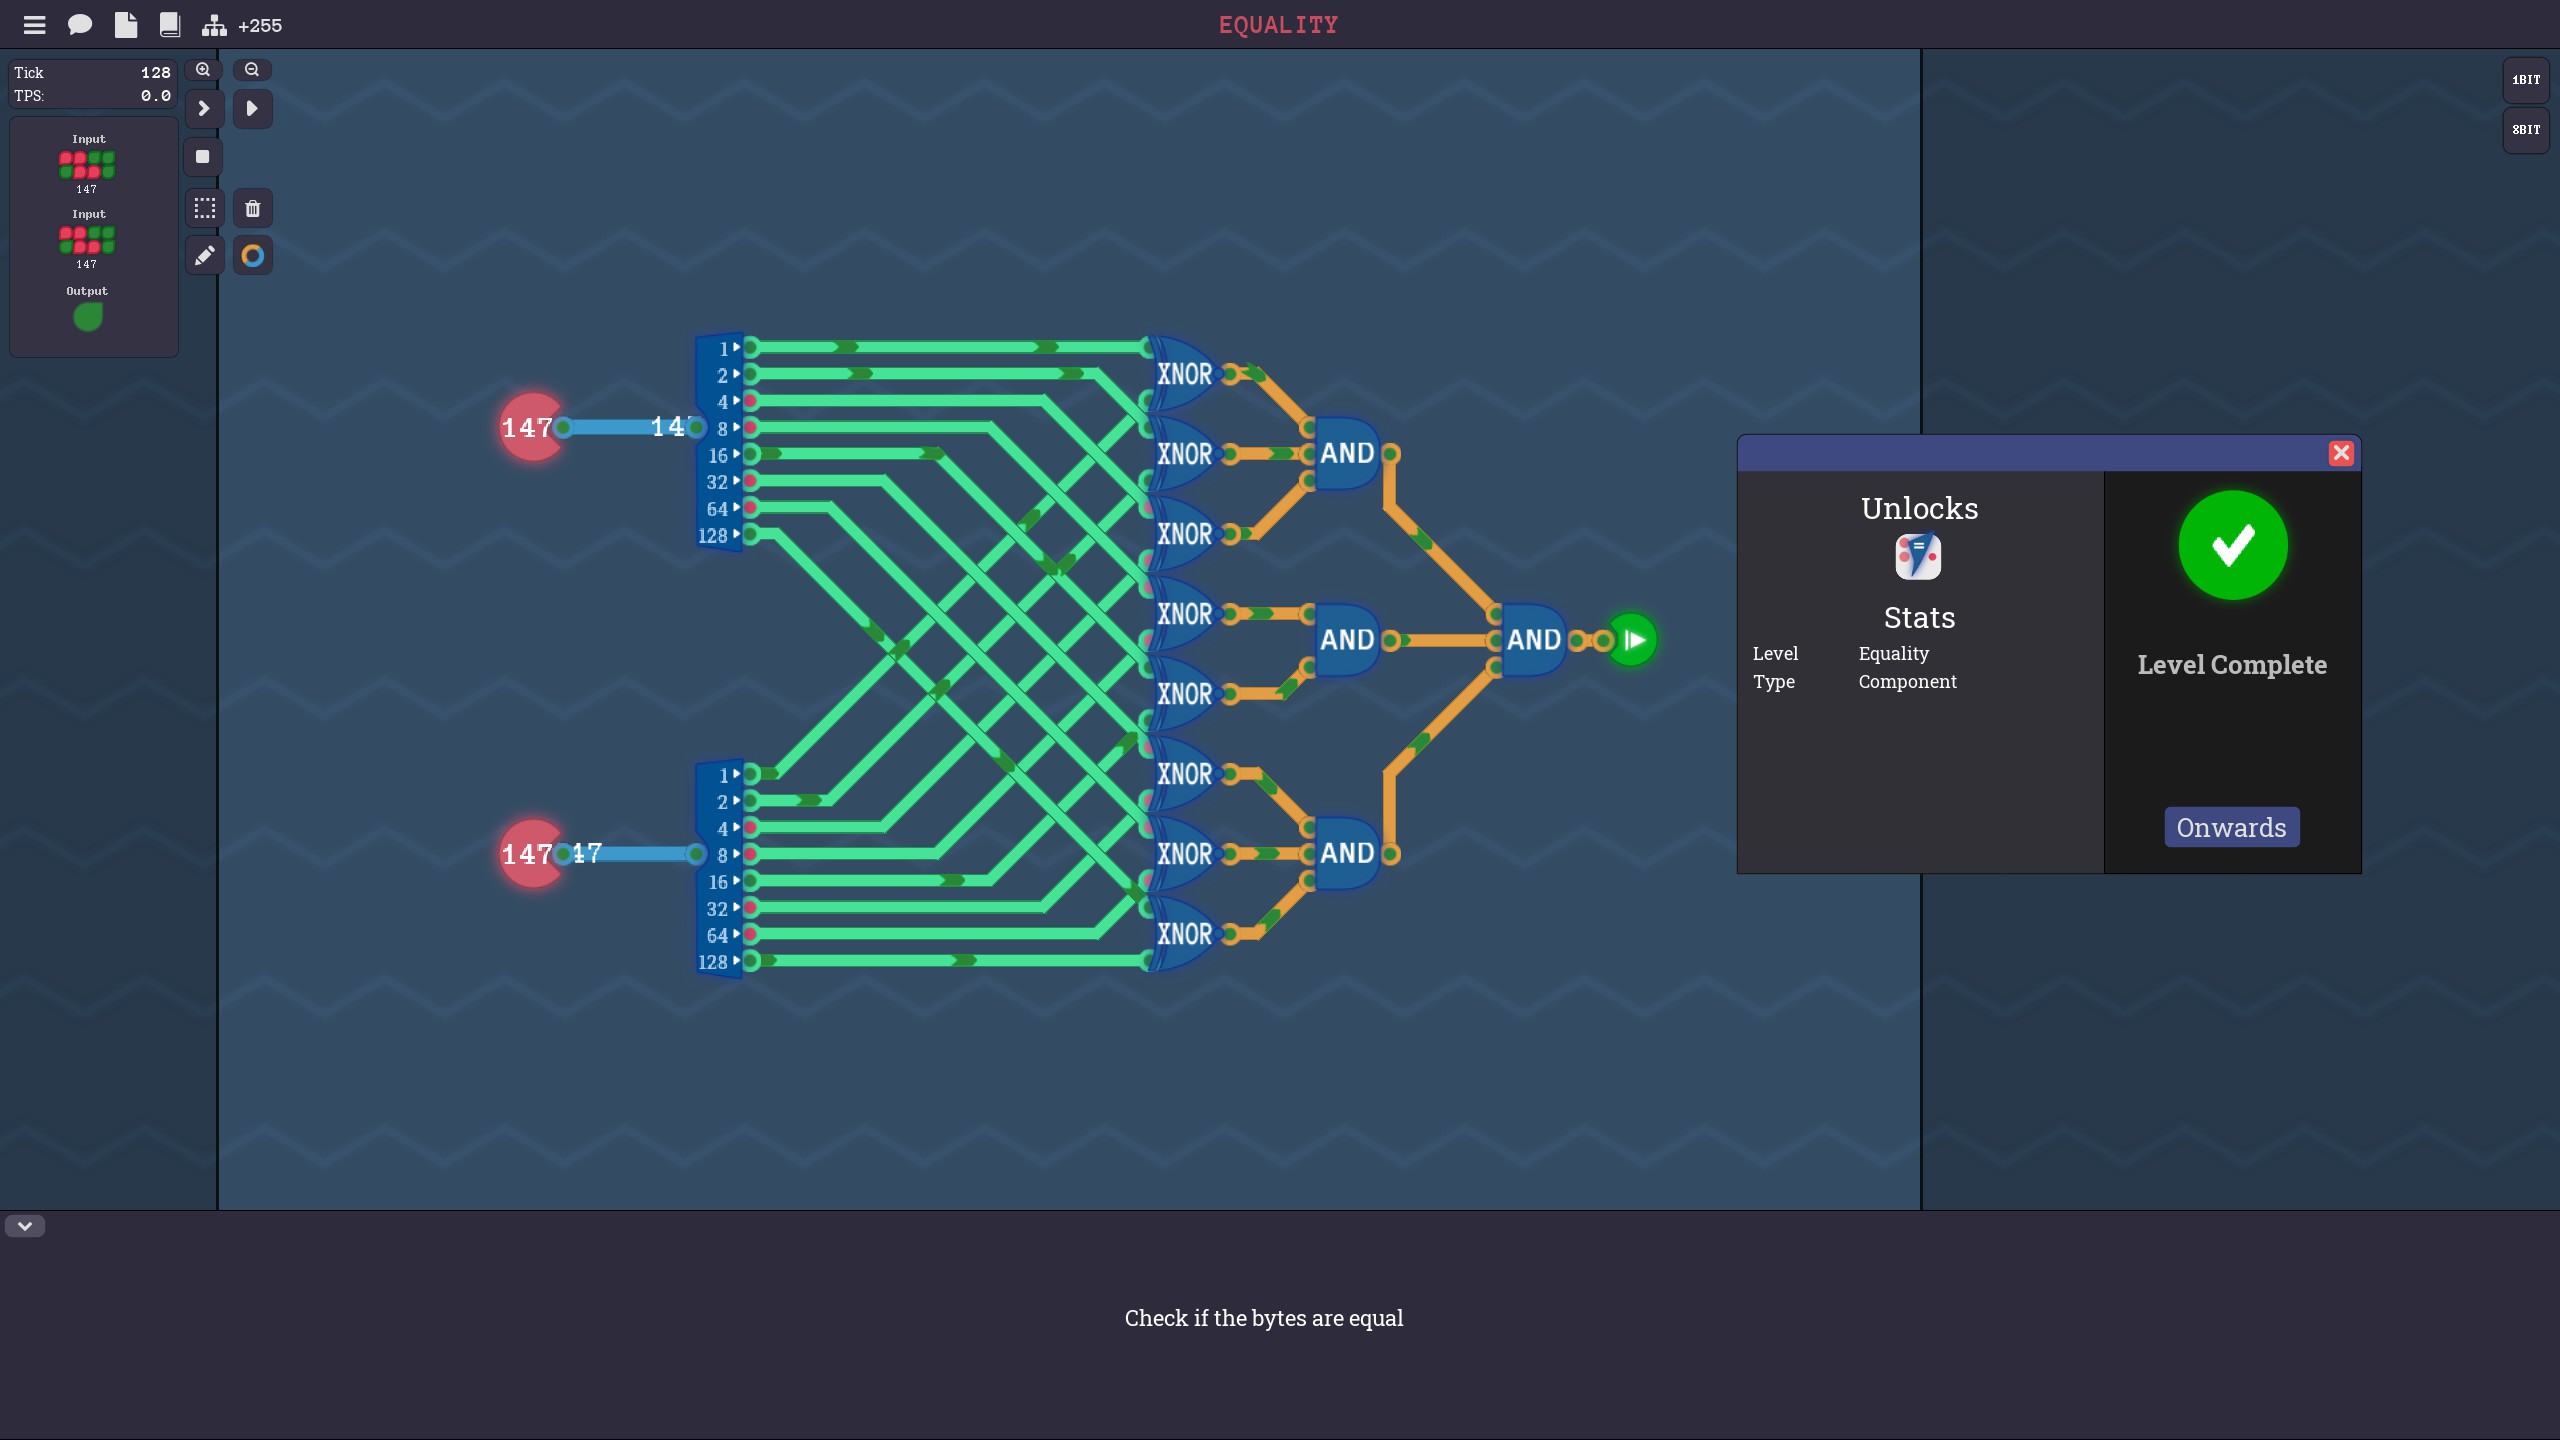 +255
EQUALITY
Tick 128
TPS: 0.0
1BIT
8BIT
Input
147
Input
147
Output
1
2
4
8
16
32
64
128
147
14
1
2
4
8
16
32
64
128
147
47
XNOR
XNOR
XNOR
XNOR
XNOR
XNOR
XNOR
XNOR
AND
AND
AND
AND
Unlocks
=
Stats
Level Equality
Type Component
Level Complete
Onwards
Check if the bytes are equal